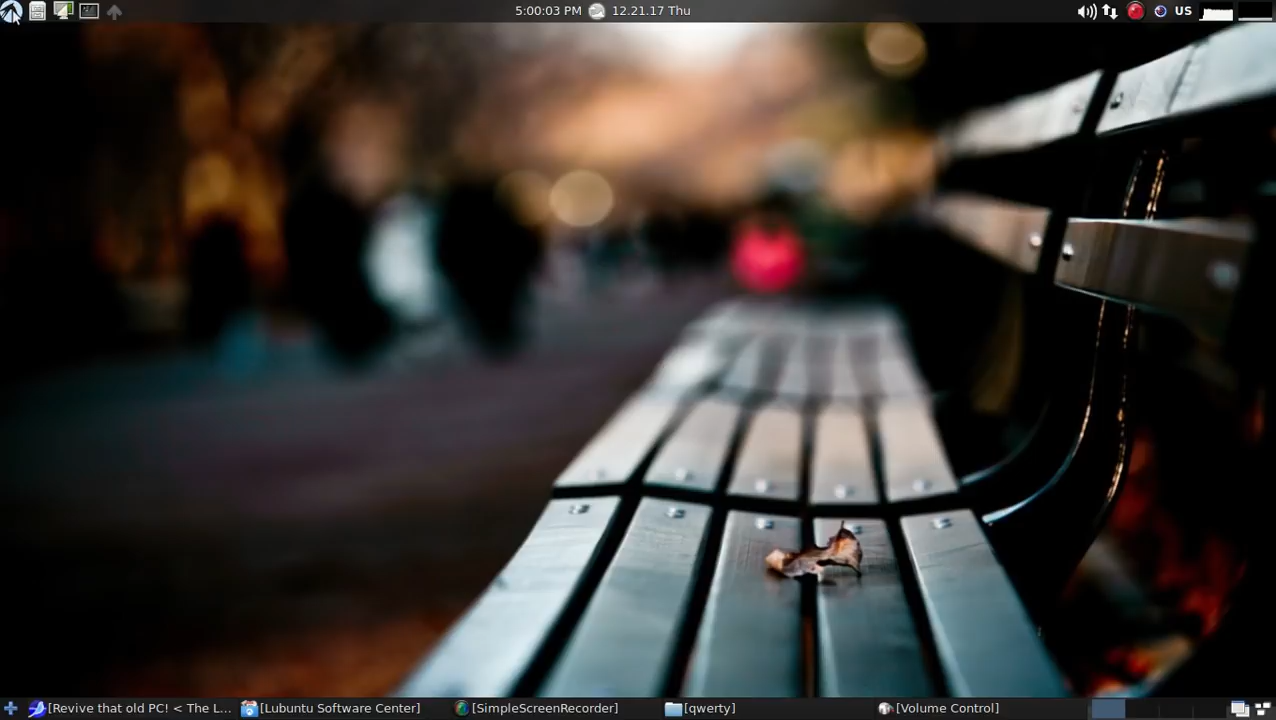 5:00:03 PM 12.21.17 Thu US
[Revive that old PC! < The L... [Lubuntu Software Center] [SimpleScreenRecorder] [qwerty] [Volume Control]